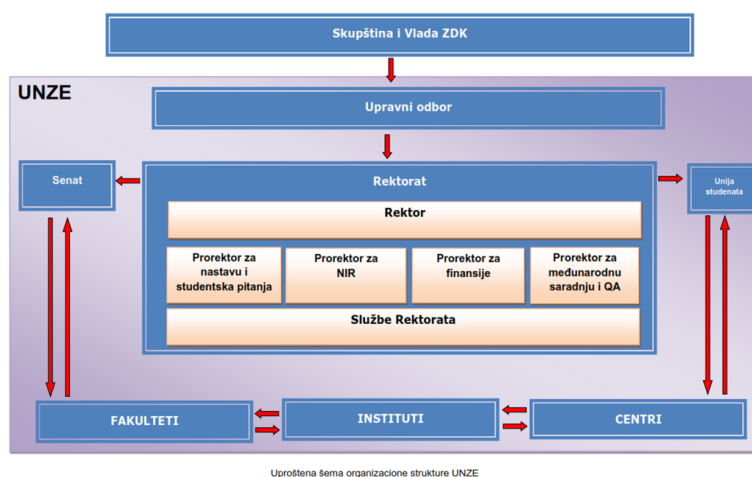 Skupština i Vlada ZDK
UNZE
Upravni odbor
Senat
Rektorat
Unija
studenata
Rektor
Prorektor za
nastavu i
studentska pitanja
Prorektor za
NIR
Prorektor za
finansije
Prorektor za
međunarodnu
saradnju i QA
Službe Rektorata
FAKULTETI
INSTITUTI
CENTRI
Uproštena šema organizacione strukture UNZE